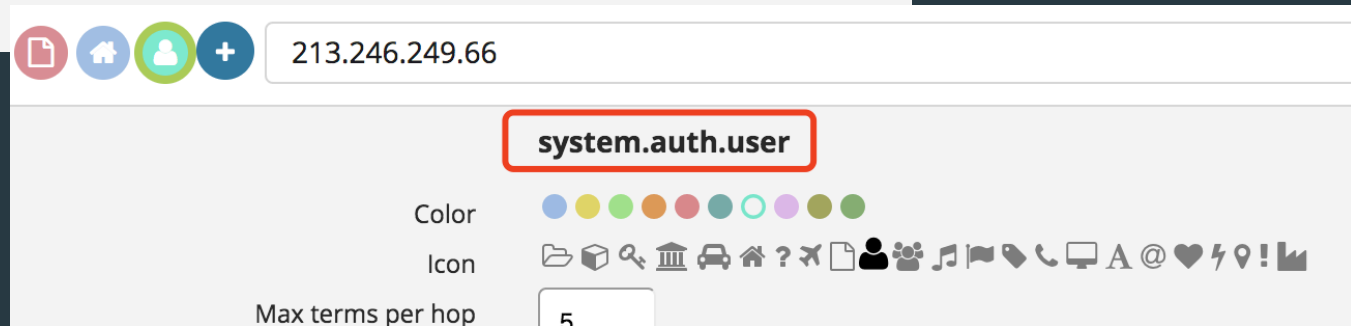 213.246.249.66
system.auth.user
Color
Icon
Max terms per hop
5